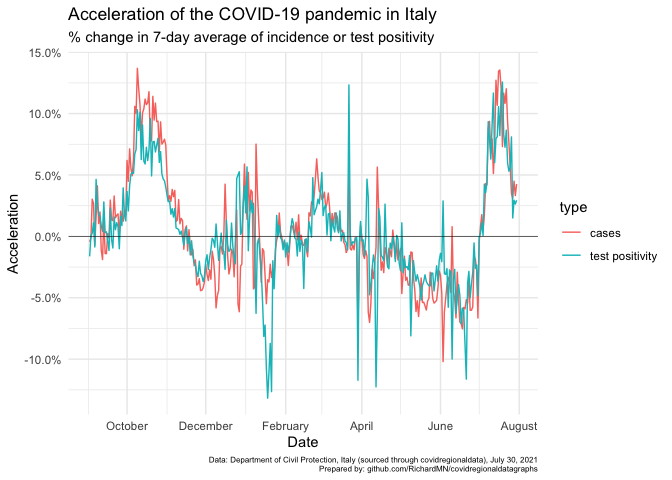 Acceleration of the COVID-19 pandemic in Italy
% change in 7-day average of incidence or test positivity
15.0%
10.0%
5.0%
0.0%
-5.0%
-10.0%
Acceleration
October
December
February
April
June
August
Date
type
cases
test positivity
Data: Department of Civil Protection, Italy (sourced through covidregionaldata), July 30, 2021
Prepared by: github.com/RichardMN/covidregionaldatagraphs